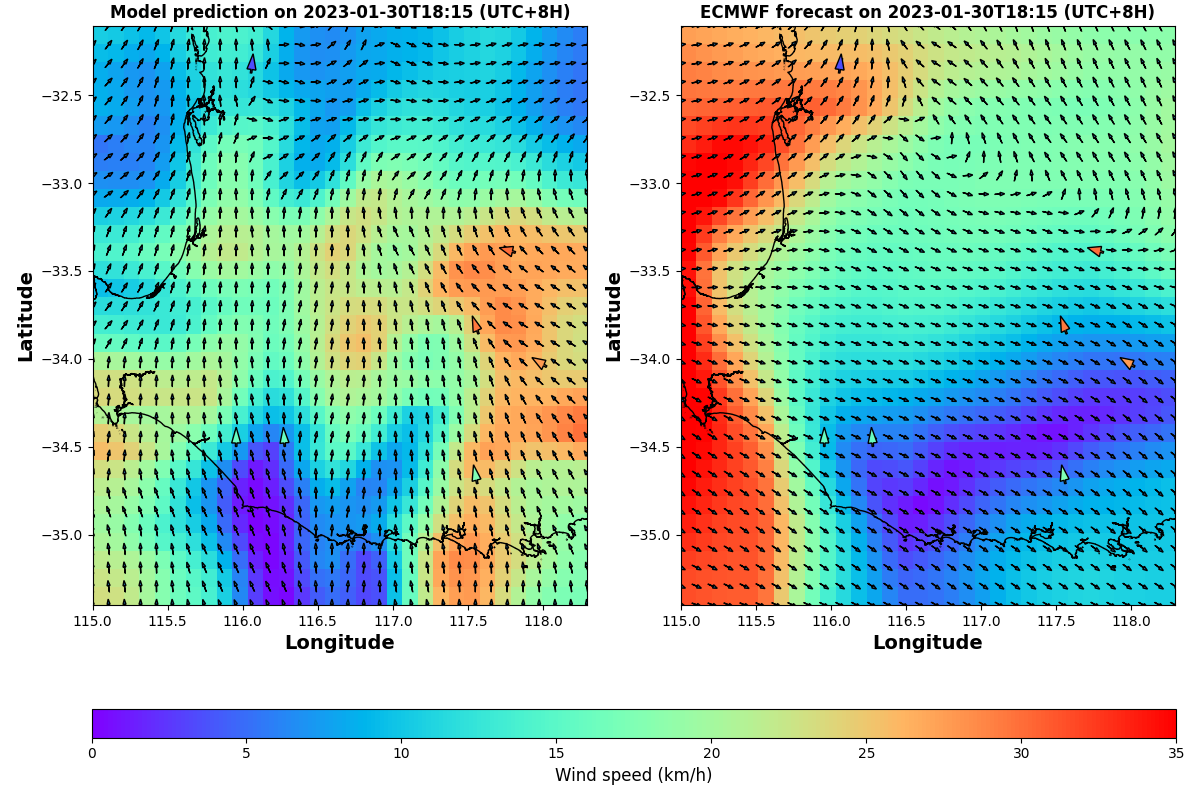 Model prediction on 2023-01-30T18:15 (UTC+8H)
ECMWF forecast on 2023-01-30T18:15 (UTC+8H)
Latitude
−32.5
−33.0
−33.5
−34.0
−34.5
−35.0
115.0 115.5 116.0 116.5 117.0 117.5 118.0
Longitude
Latitude
−32.5
−33.0
−33.5
−34.0
−34.5
−35.0
115.0 115.5 116.0 116.5 117.0 117.5 118.0
Longitude
0 5 10 15 20 25 30 35
Wind speed (km/h)